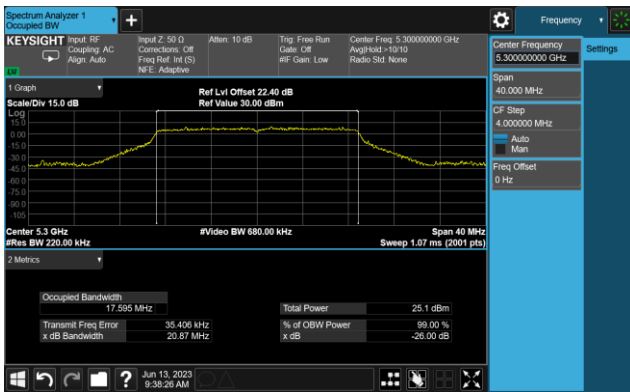 Spectrum Analyzer 1
Occupied BW
Frequency
KEYSIGHT
Input: RF
Coupling: AC
Align: Auto
Input Z: 50 Ω
Corrections: Off
Freq Ref: Int (S)
NFE: Adaptive
Atten: 10 dB
Trig: Free Run
Gate: Off
#IF Gain: Low
Center Freq: 5.300000000 GHz
Avg|Hold:>10/10
Radio Std: None
LXI
Center Frequency
5.300000000 GHz
Settings
Span
40.000 MHz
CF Step
4.000000 MHz
Auto
Man
Freq Offset
0 Hz
1 Graph
Scale/Div 15.0 dB
Ref Lvl Offset 22.40 dB
Ref Value 30.00 dBm
Log
15.0
0.00
-15.0
-30.0
-45.0
-60.0
-75.0
-90.0
-105
Center 5.3 GHz
#Video BW 680.00 kHz
Span 40 MHz
#Res BW 220.00 kHz
Sweep 1.07 ms (2001 pts)
2 Metrics
Occupied Bandwidth
17.595 MHz
Total Power
25.1 dBm
Transmit Freq Error
35.406 kHz
% of OBW Power
99.00 %
x dB Bandwidth
20.87 MHz
x dB
-26.00 dB
?
Jun 13, 2023
9:38:26 AM